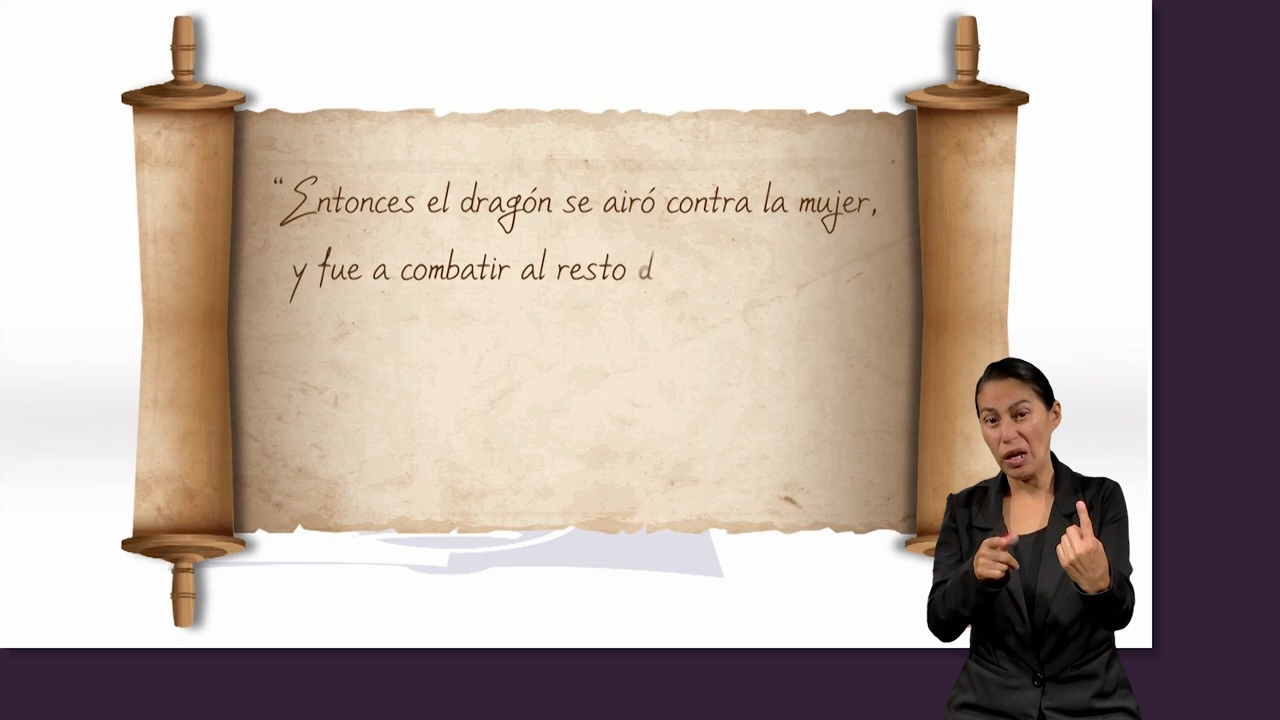 “Entonces el dragón se airó contra la mujer,
y fue a combatir al resto d